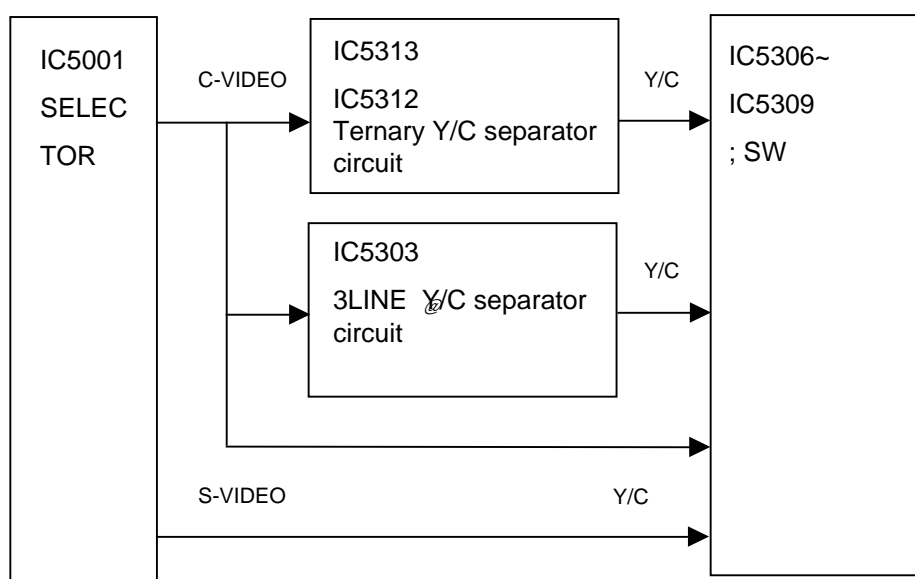 IC5001
SELEC
TOR
C-VIDEO
IC5313
IC5312
Ternary Y/C separator
circuit
Y/C
IC5306~
IC5309
; SW
IC5303
3LINE @Y/C separator
circuit
Y/C
S-VIDEO
Y/C